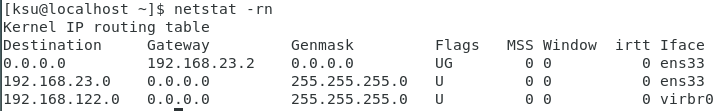 [ksu@localhost ~]$ netstat -rn
Kernel IP routing table
Destination     Gateway         Genmask         Flags   MSS Window  irtt Iface
0.0.0.0         192.168.23.2    0.0.0.0         UG        0 0          0 ens33
192.168.23.0    0.0.0.0         255.255.255.0   U         0 0          0 ens33
192.168.122.0   0.0.0.0         255.255.255.0   U         0 0          0 virbr0